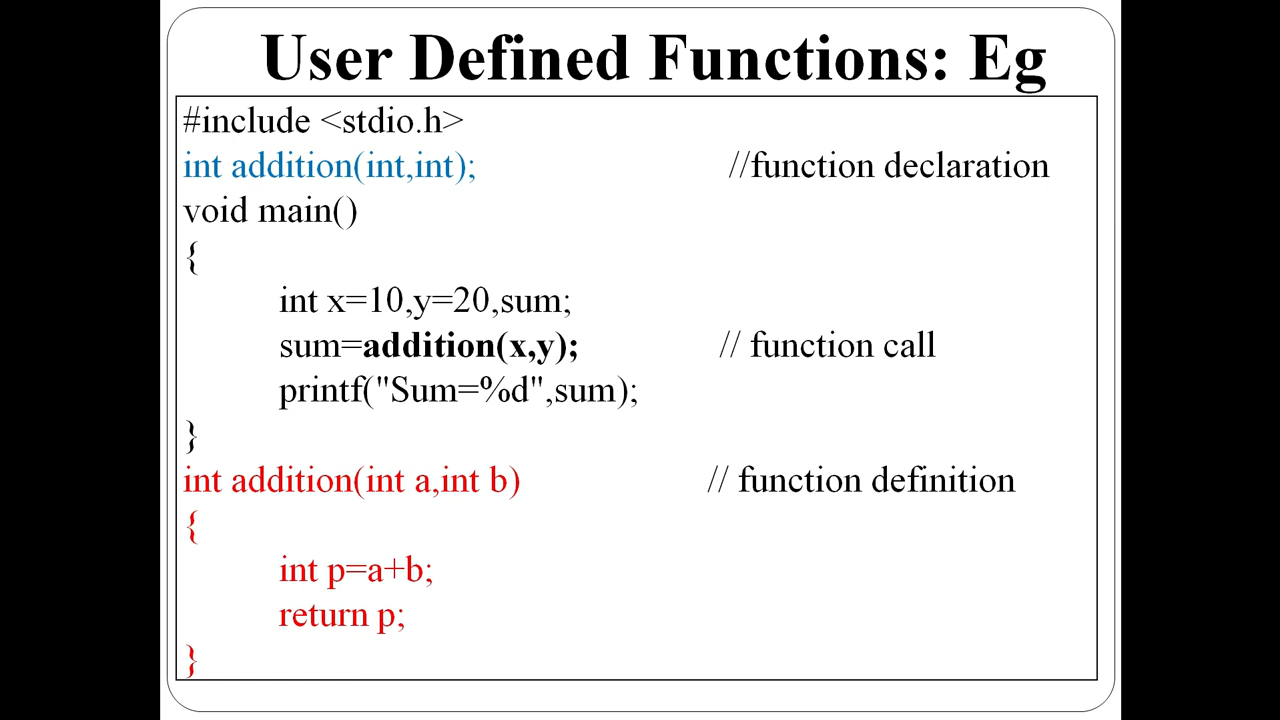 User Defined Functions: Eg
#include <stdio.h>
int addition(int,int); //function declaration
void main()
{
int x=10,y=20,sum;
sum=addition(x,y); // function call
printf("Sum=%d",sum);
}
int addition(int a,int b) // function definition
{
int p=a+b;
return p;
}